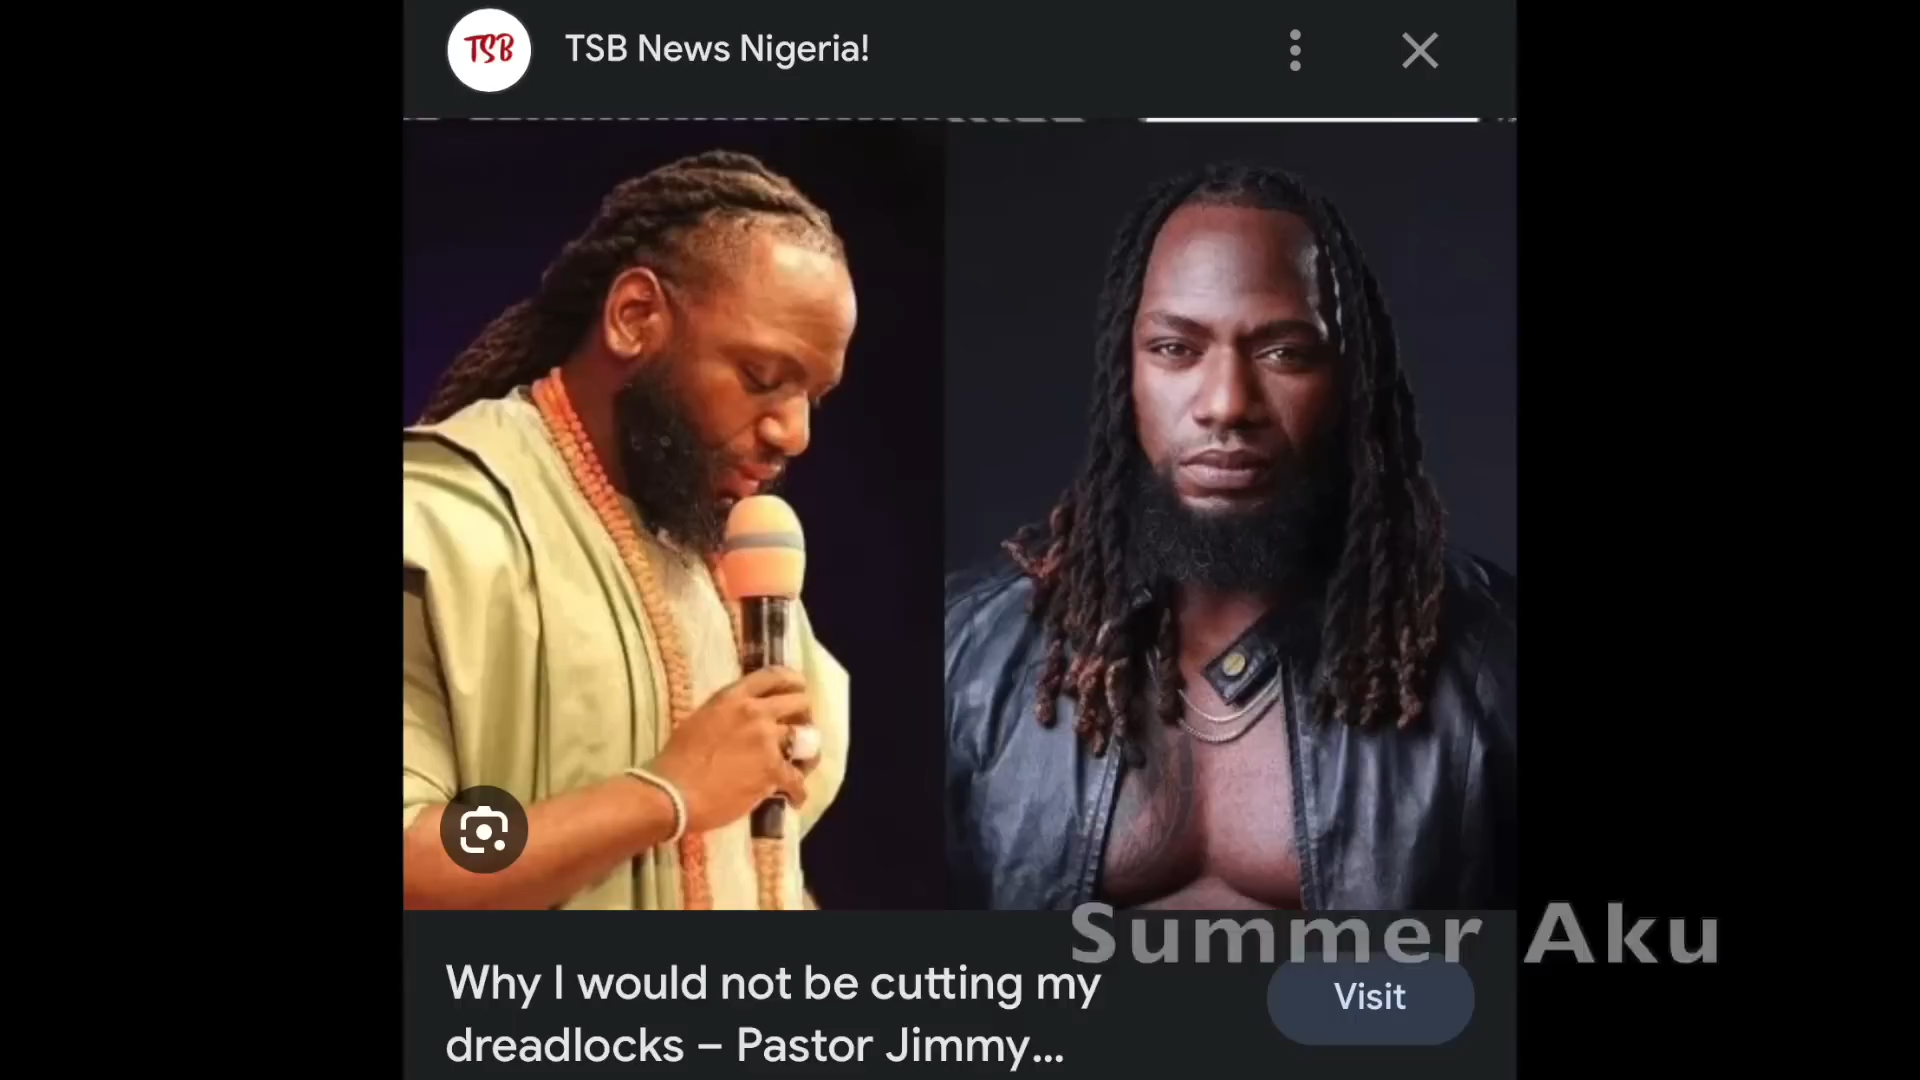 TSB
TSB News Nigeria!
Summer Aku
Why I would not be cutting my
dreadlocks – Pastor Jimmy...
Visit